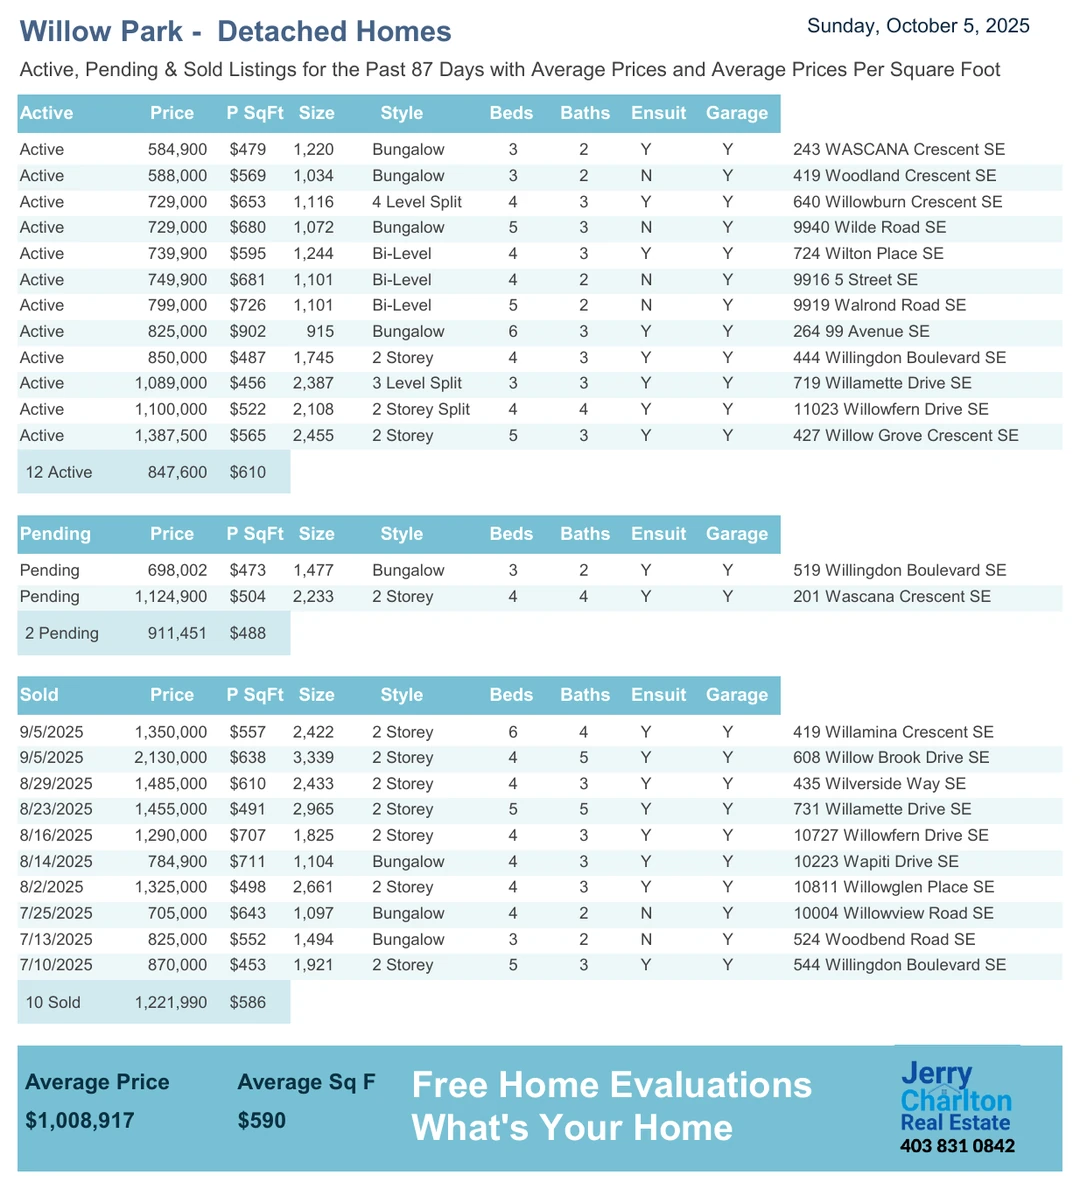 Willow Park -  Detached Homes
Sunday, October 5, 2025
Active, Pending & Sold Listings for the Past 87 Days with Average Prices and Average Prices Per Square Foot
Active Price P SqFt Size Style Beds Baths Ensuit Garage
Active 584,900 $479 1,220 Bungalow 3 2 Y Y 243 WASCANA Crescent SE
Active 588,000 $569 1,034 Bungalow 3 2 N Y 419 Woodland Crescent SE
Active 729,000 $653 1,116 4 Level Split 4 3 Y Y 640 Willowburn Crescent SE
Active 729,000 $680 1,072 Bungalow 5 3 N Y 9940 Wilde Road SE
Active 739,900 $595 1,244 Bi-Level 4 3 Y Y 724 Wilton Place SE
Active 749,900 $681 1,101 Bi-Level 4 2 N Y 9916 5 Street SE
Active 799,000 $726 1,101 Bi-Level 5 2 N Y 9919 Walrond Road SE
Active 825,000 $902 915 Bungalow 6 3 Y Y 264 99 Avenue SE
Active 850,000 $487 1,745 2 Storey 4 3 Y Y 444 Willingdon Boulevard SE
Active 1,089,000 $456 2,387 3 Level Split 3 3 Y Y 719 Willamette Drive SE
Active 1,100,000 $522 2,108 2 Storey Split 4 4 Y Y 11023 Willowfern Drive SE
Active 1,387,500 $565 2,455 2 Storey 5 3 Y Y 427 Willow Grove Crescent SE
12 Active 847,600 $610
Pending Price P SqFt Size Style Beds Baths Ensuit Garage
Pending 698,002 $473 1,477 Bungalow 3 2 Y Y 519 Willingdon Boulevard SE
Pending 1,124,900 $504 2,233 2 Storey 4 4 Y Y 201 Wascana Crescent SE
2 Pending 911,451 $488
Sold Price P SqFt Size Style Beds Baths Ensuit Garage
9/5/2025 1,350,000 $557 2,422 2 Storey 6 4 Y Y 419 Willamina Crescent SE
9/5/2025 2,130,000 $638 3,339 2 Storey 4 5 Y Y 608 Willow Brook Drive SE
8/29/2025 1,485,000 $610 2,433 2 Storey 4 3 Y Y 435 Wilverside Way SE
8/23/2025 1,455,000 $491 2,965 2 Storey 5 5 Y Y 731 Willamette Drive SE
8/16/2025 1,290,000 $707 1,825 2 Storey 4 3 Y Y 10727 Willowfern Drive SE
8/14/2025 784,900 $711 1,104 Bungalow 4 3 Y Y 10223 Wapiti Drive SE
8/2/2025 1,325,000 $498 2,661 2 Storey 4 3 Y Y 10811 Willowglen Place SE
7/25/2025 705,000 $643 1,097 Bungalow 4 2 N Y 10004 Willowview Road SE
7/13/2025 825,000 $552 1,494 Bungalow 3 2 N Y 524 Woodbend Road SE
7/10/2025 870,000 $453 1,921 2 Storey 5 3 Y Y 544 Willingdon Boulevard SE
10 Sold 1,221,990 $586
Average Price Average Sq F
$1,008,917 $590
Free Home Evaluations
What's Your Home
Jerry
Charlton
Real Estate
403 831 0842